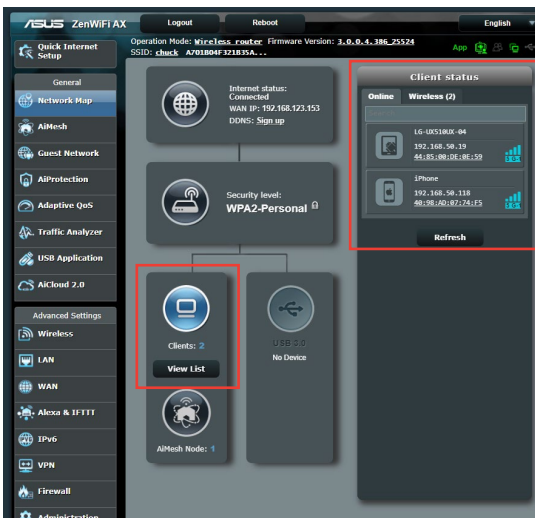 ASUS ZenWiFi AX
Logout
Reboot
English
Quick Internet
Setup
Operation Mode: Wireless router Firmware Version: 3.0.0.4.386_25524
SSID: chuck A701B04F321B35A...
App
General
Network Map
AiMesh
Guest Network
AiProtection
Adaptive QoS
Traffic Analyzer
USB Application
AiCloud 2.0
Advanced Settings
Wireless
LAN
WAN
Alexa & IFTTT
IPv6
VPN
Firewall
Administration
Internet status:
Connected
WAN IP: 192.168.123.153
DDNS: Sign up
Security level:
WPA2-Personal
Clients: 2
View List
USB 2.0
No Device
AiMesh Node: 1
Client status
Online
Wireless (2)
LG-UX510UX-04
192.168.50.19
44:85:00:DE:0E:59
iPhone
192.168.50.118
40:98:AD:07:74:F5
Refresh